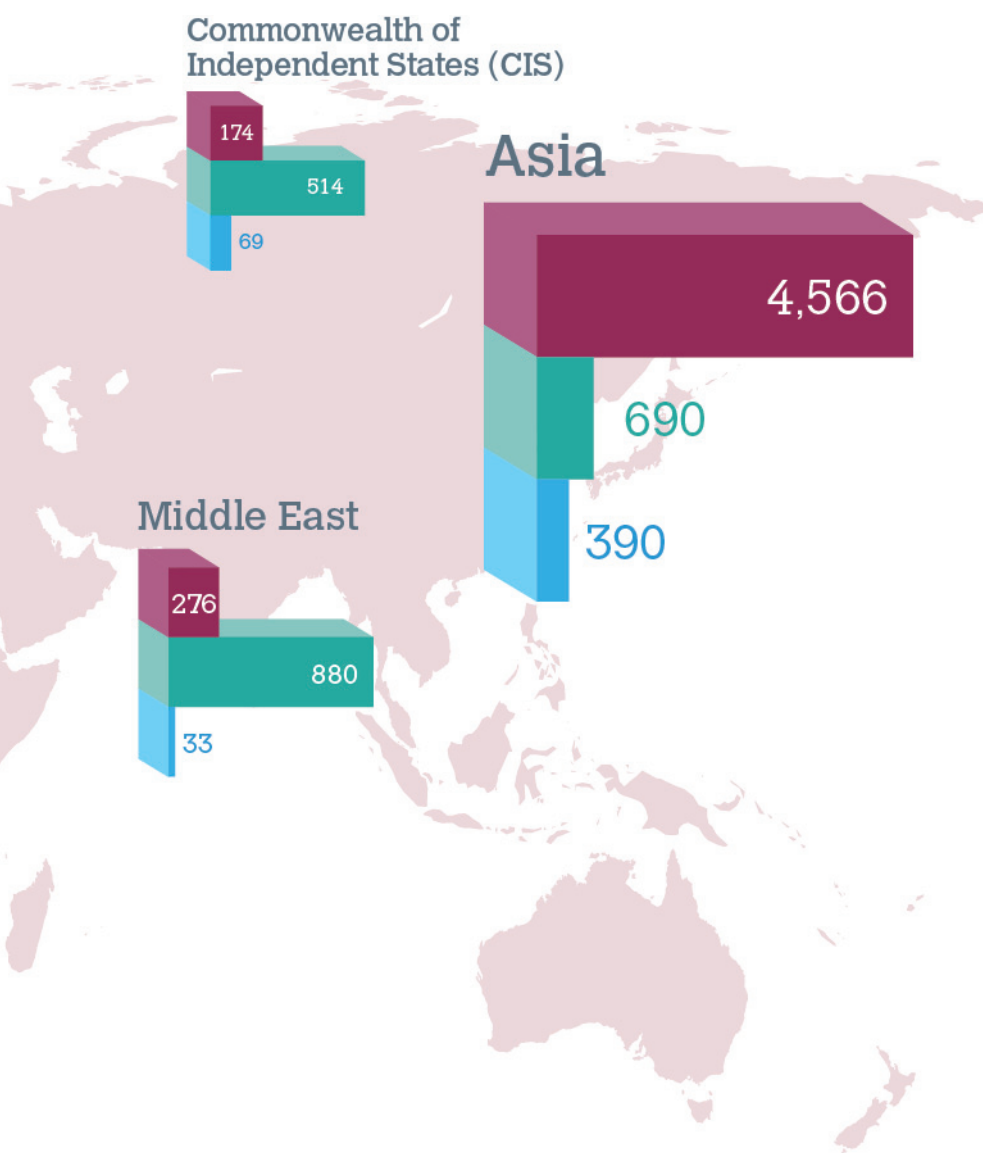 Commonwealth of
Independent States (CIS)
174
514
69
Asia
4,566
690
390
Middle East
276
880
33